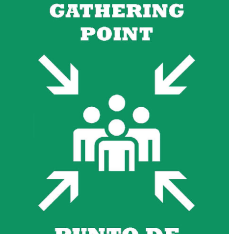 GATHERING
POINT
PUNTO DE